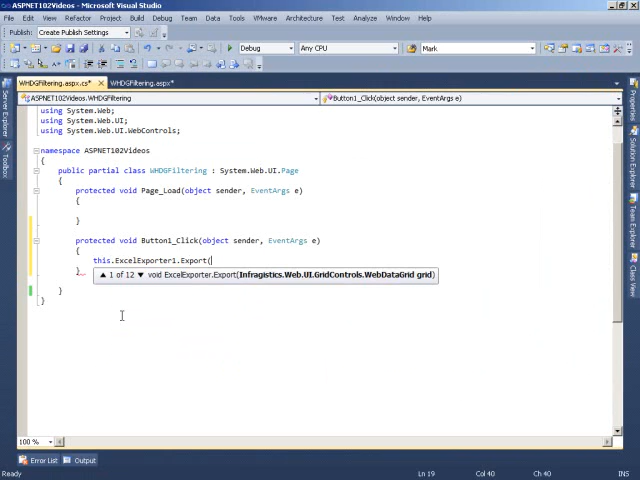 ASPNET102Videos - Microsoft Visual Studio
File Edit View Refactor Project Build Debug Team Data Tools VMware Architecture Test Analyze Window Help
Publish: Create Publish Settings
Debug Any CPU Mark
WHDGFiltering.aspx.cs* WHDGFiltering.aspx*
ASPNET102Videos.WHDGFiltering Button1_Click(object sender, EventArgs e)
using System.Web;
using System.Web.UI;
using System.Web.UI.WebControls;
namespace ASPNET102Videos
{
public partial class WHDGFiltering : System.Web.UI.Page
{
protected void Page_Load(object sender, EventArgs e)
{
}
protected void Button1_Click(object sender, EventArgs e)
{
this.ExcelExporter1.Export(
}
▲ 1 of 12 ▼ void ExcelExporter.Export(Infragistics.Web.UI.GridControls.WebDataGrid grid)
}
}
Server Explorer
Toolbox
Properties
Solution Explorer
Team Explorer
Class View
100 %
Error List Output
Ready Ln 19 Col 40 Ch 40